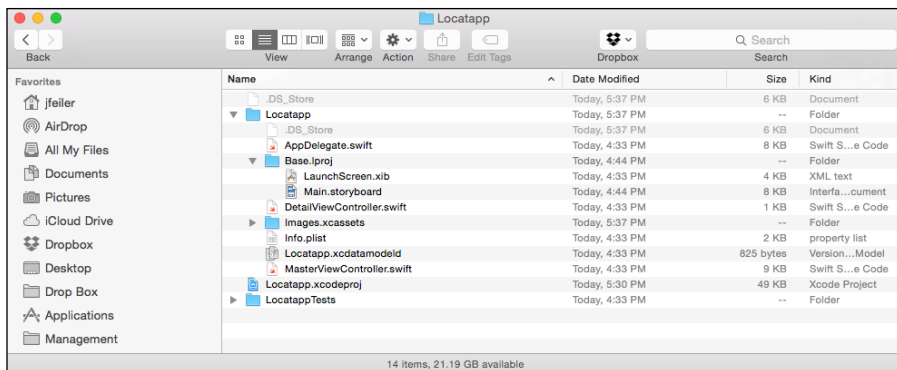 Locatapp
Back View Arrange Action Share Edit Tags Dropbox Search
Search
Favorites
jfeiler
AirDrop
All My Files
Documents
Pictures
iCloud Drive
Dropbox
Desktop
Drop Box
Applications
Management
Name Date Modified Size Kind
.DS_Store Today, 5:37 PM 6 KB Document
Locatapp Today, 5:37 PM -- Folder
.DS_Store Today, 5:37 PM 6 KB Document
AppDelegate.swift Today, 4:33 PM 8 KB Swift S...e Code
Base.lproj Today, 4:44 PM -- Folder
LaunchScreen.xib Today, 4:33 PM 4 KB XML text
Main.storyboard Today, 4:44 PM 8 KB Interfa...cument
DetailViewController.swift Today, 4:33 PM 1 KB Swift S...e Code
Images.xcassets Today, 5:37 PM -- Folder
Info.plist Today, 4:33 PM 2 KB property list
Locatapp.xcdatamodeld Today, 4:33 PM 825 bytes Version...Model
MasterViewController.swift Today, 4:33 PM 9 KB Swift S...e Code
Locatapp.xcodeproj Today, 5:30 PM 49 KB Xcode Project
LocatappTests Today, 4:33 PM -- Folder
14 items, 21.19 GB available